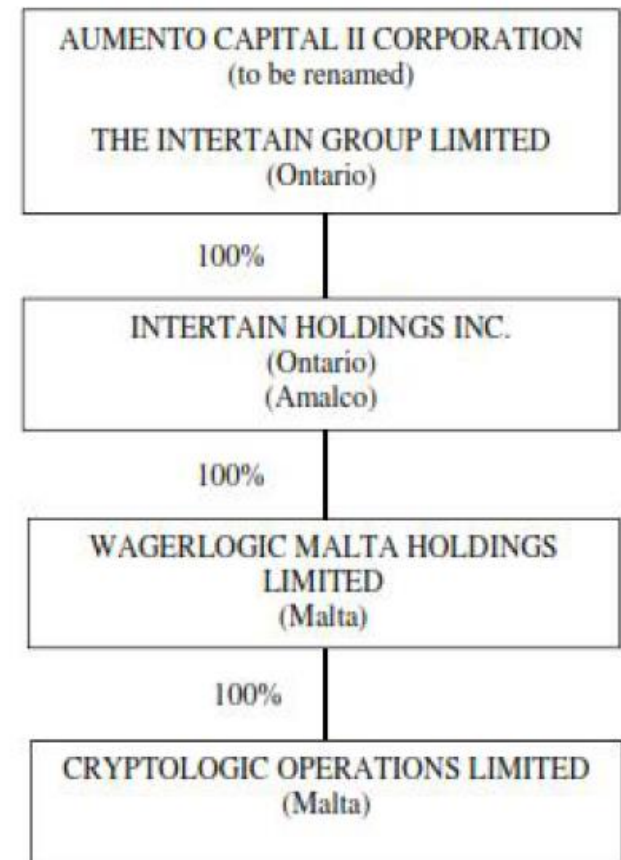 AUMENTO CAPITAL II CORPORATION
(to be renamed)
THE INTERTAIN GROUP LIMITED
(Ontario)
100%
INTERTAIN HOLDINGS INC.
(Ontario)
(Amalco)
100%
WAGERLOGIC MALTA HOLDINGS
LIMITED
(Malta)
100%
CRYPTOLOGIC OPERATIONS LIMITED
(Malta)